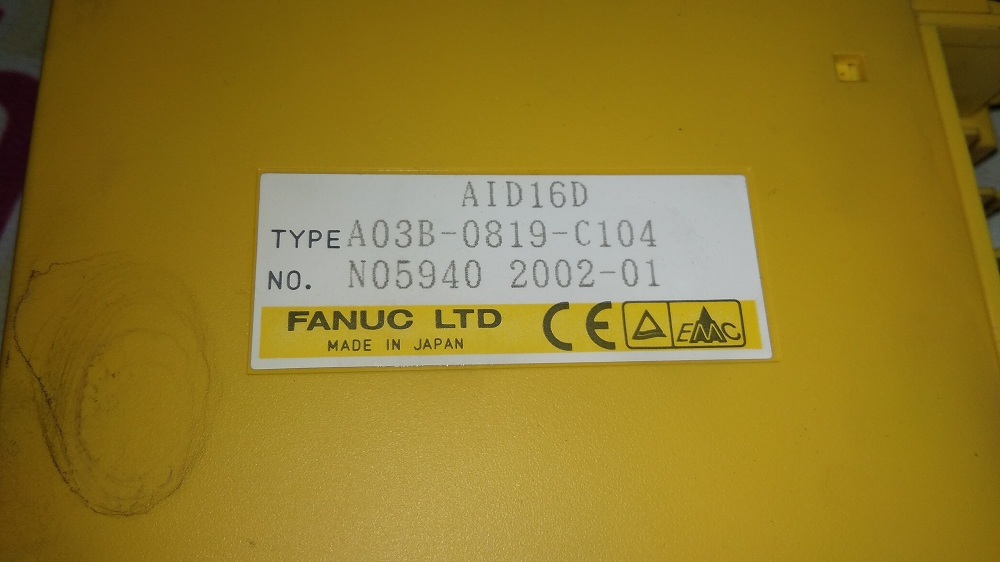 AID16D
TYPE A03B-0819-C104
NO. N05940 2002-01
FANUC LTD CE EMC
MADE IN JAPAN